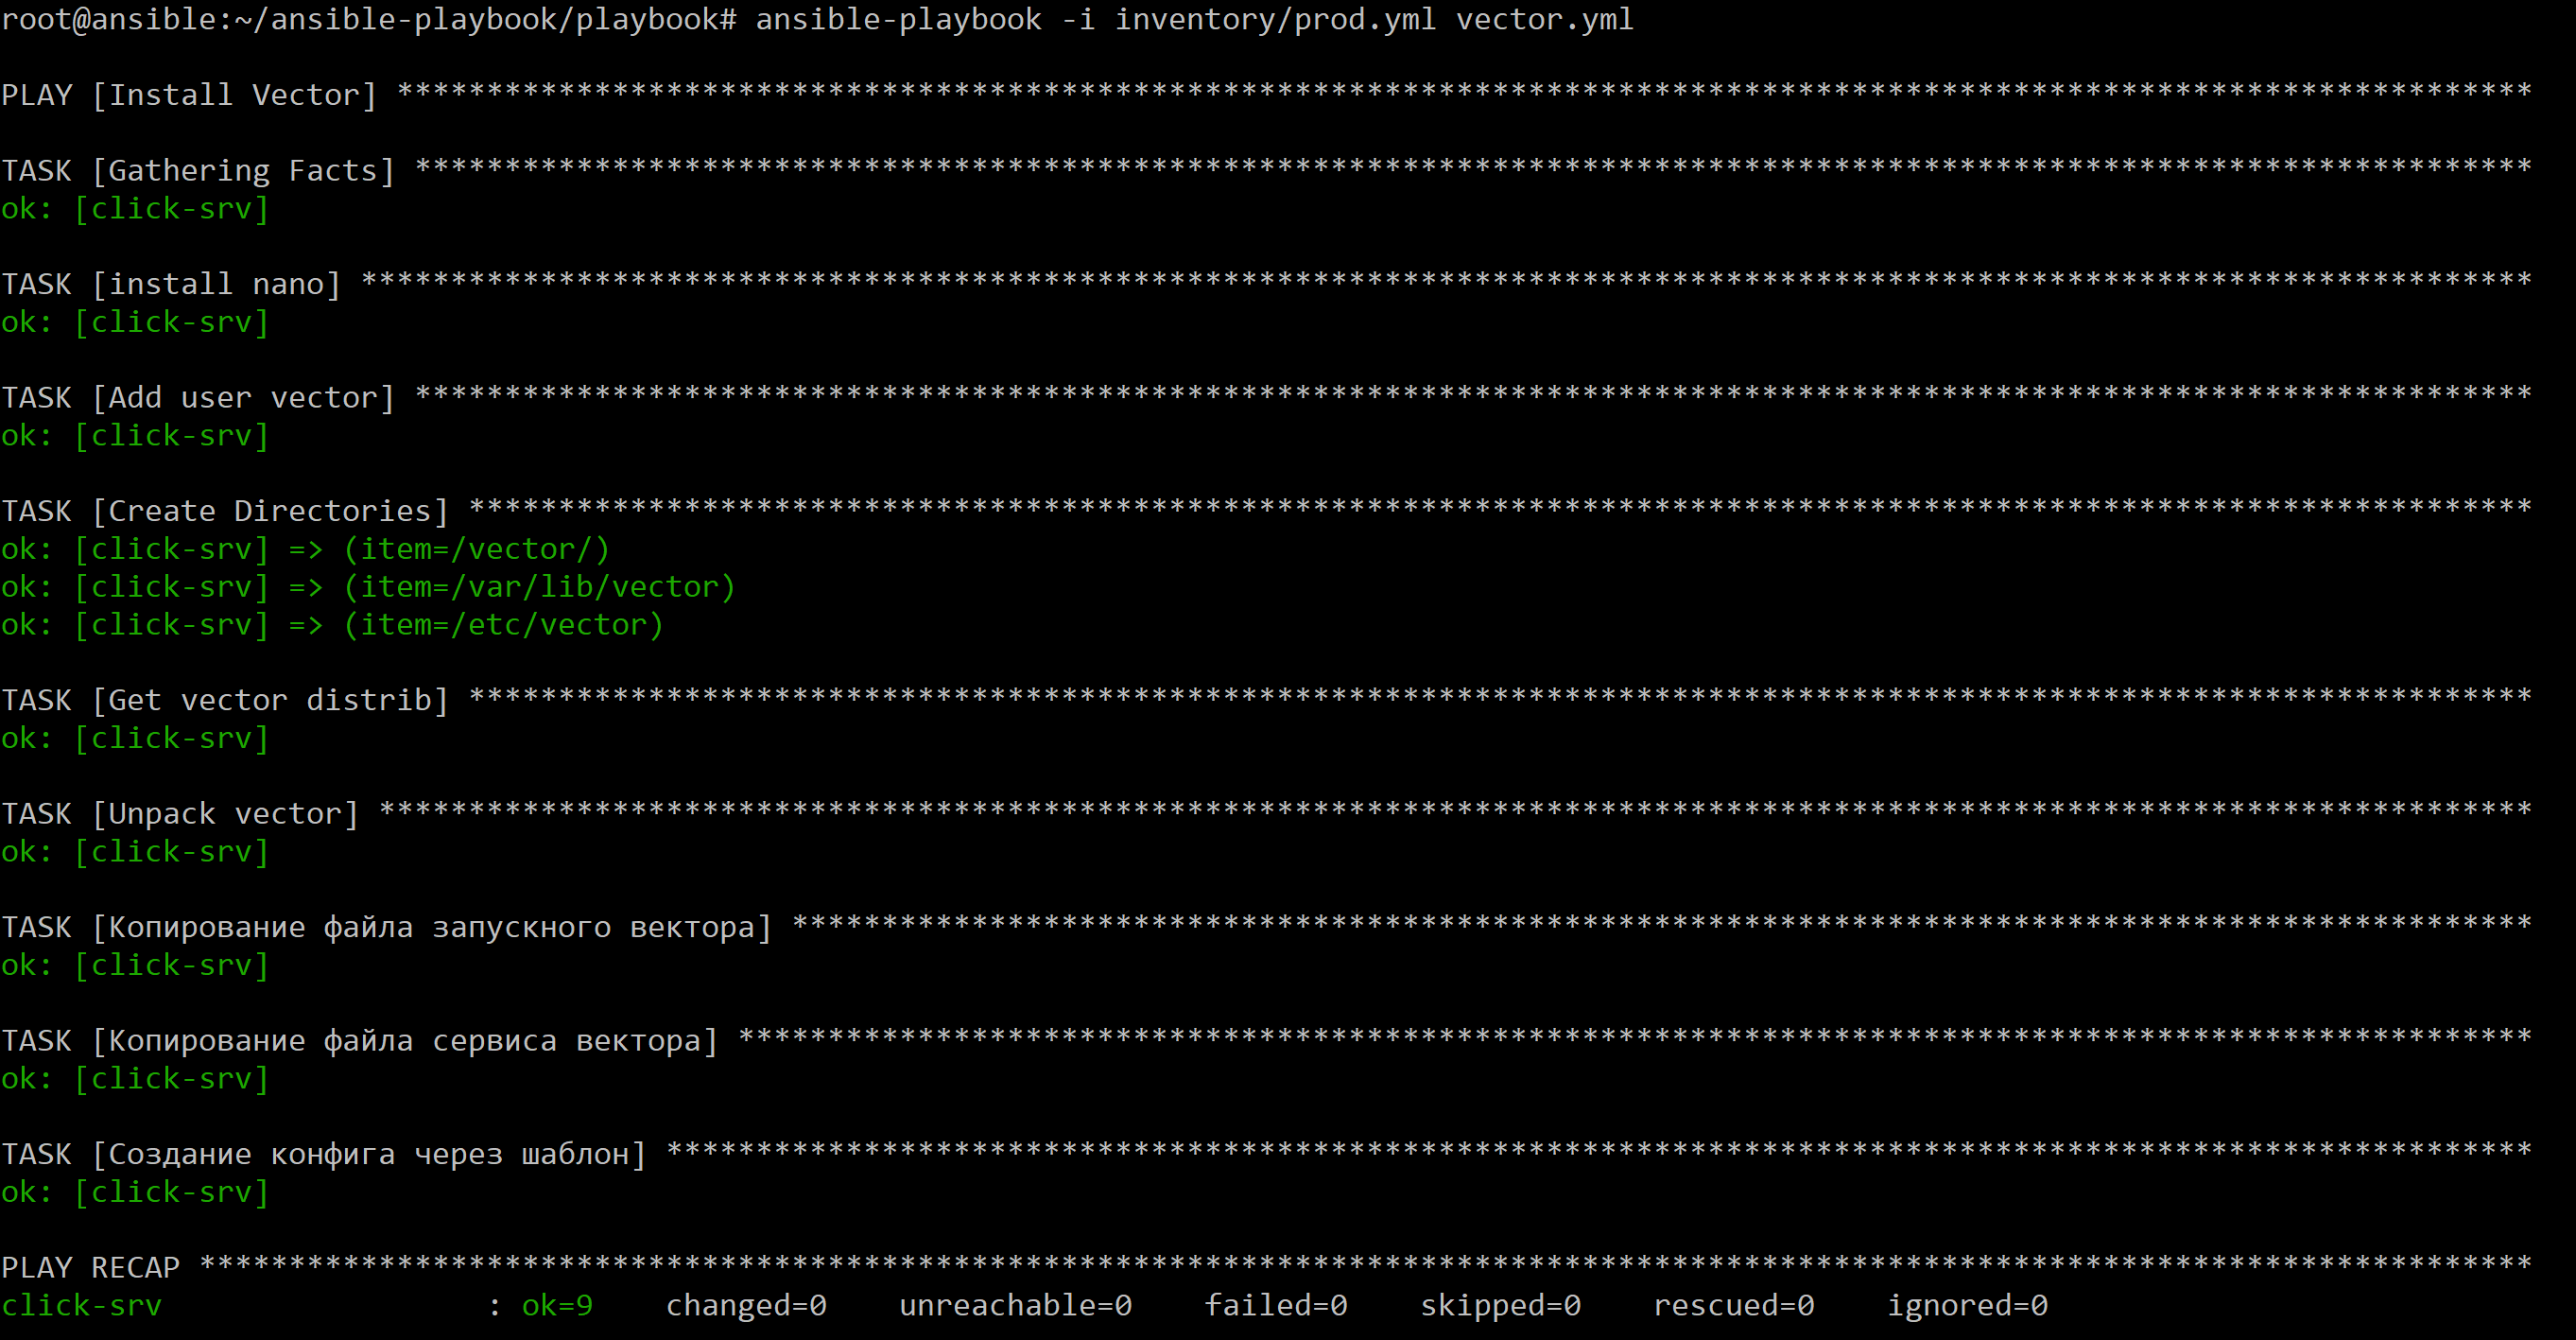 root@ansible:~/ansible-playbook/playbook# ansible-playbook -i inventory/prod.yml vector.yml
PLAY [Install Vector] ***********************************************************************************************************************
TASK [Gathering Facts] **********************************************************************************************************************
ok: [click-srv]
TASK [install nano] *************************************************************************************************************************
ok: [click-srv]
TASK [Add user vector] **********************************************************************************************************************
ok: [click-srv]
TASK [Create Directories] *******************************************************************************************************************
ok: [click-srv] => (item=/vector/)
ok: [click-srv] => (item=/var/lib/vector)
ok: [click-srv] => (item=/etc/vector)
TASK [Get vector distrib] *******************************************************************************************************************
ok: [click-srv]
TASK [Unpack vector] ************************************************************************************************************************
ok: [click-srv]
TASK [Копирование файла запускного вектора] *************************************************************************************************
ok: [click-srv]
TASK [Копирование файла сервиса вектора] ****************************************************************************************************
ok: [click-srv]
TASK [Создание конфига через шаблон] ********************************************************************************************************
ok: [click-srv]
PLAY RECAP **********************************************************************************************************************************
click-srv                  : ok=9    changed=0    unreachable=0    failed=0    skipped=0    rescued=0    ignored=0